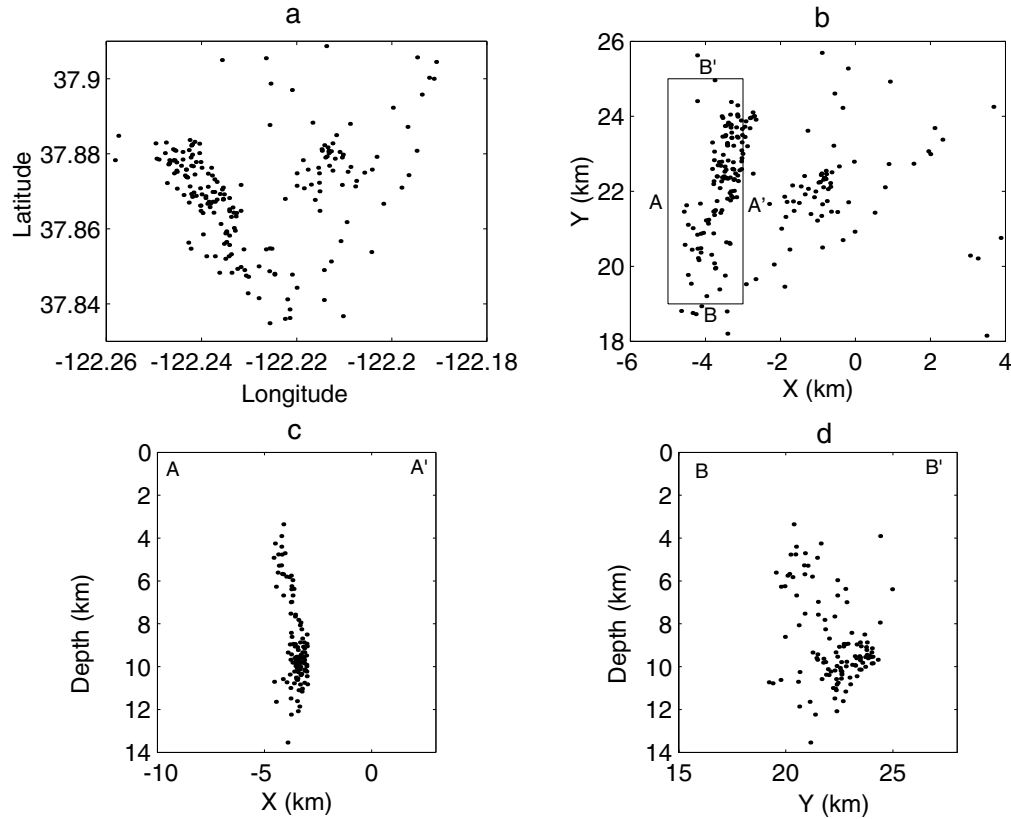 a
37.9
37.88
37.86
37.84
Latitude
-122.26
-122.24
-122.22
-122.2
-122.18
Longitude
b
26
24
22
20
18
Y (km)
B'
A
A'
B
-6
-4
-2
0
2
4
X (km)
c
0
2
4
6
8
10
12
14
Depth (km)
A
A'
-10
-5
0
X (km)
d
0
2
4
6
8
10
12
14
Depth (km)
B
B'
15
20
25
Y (km)